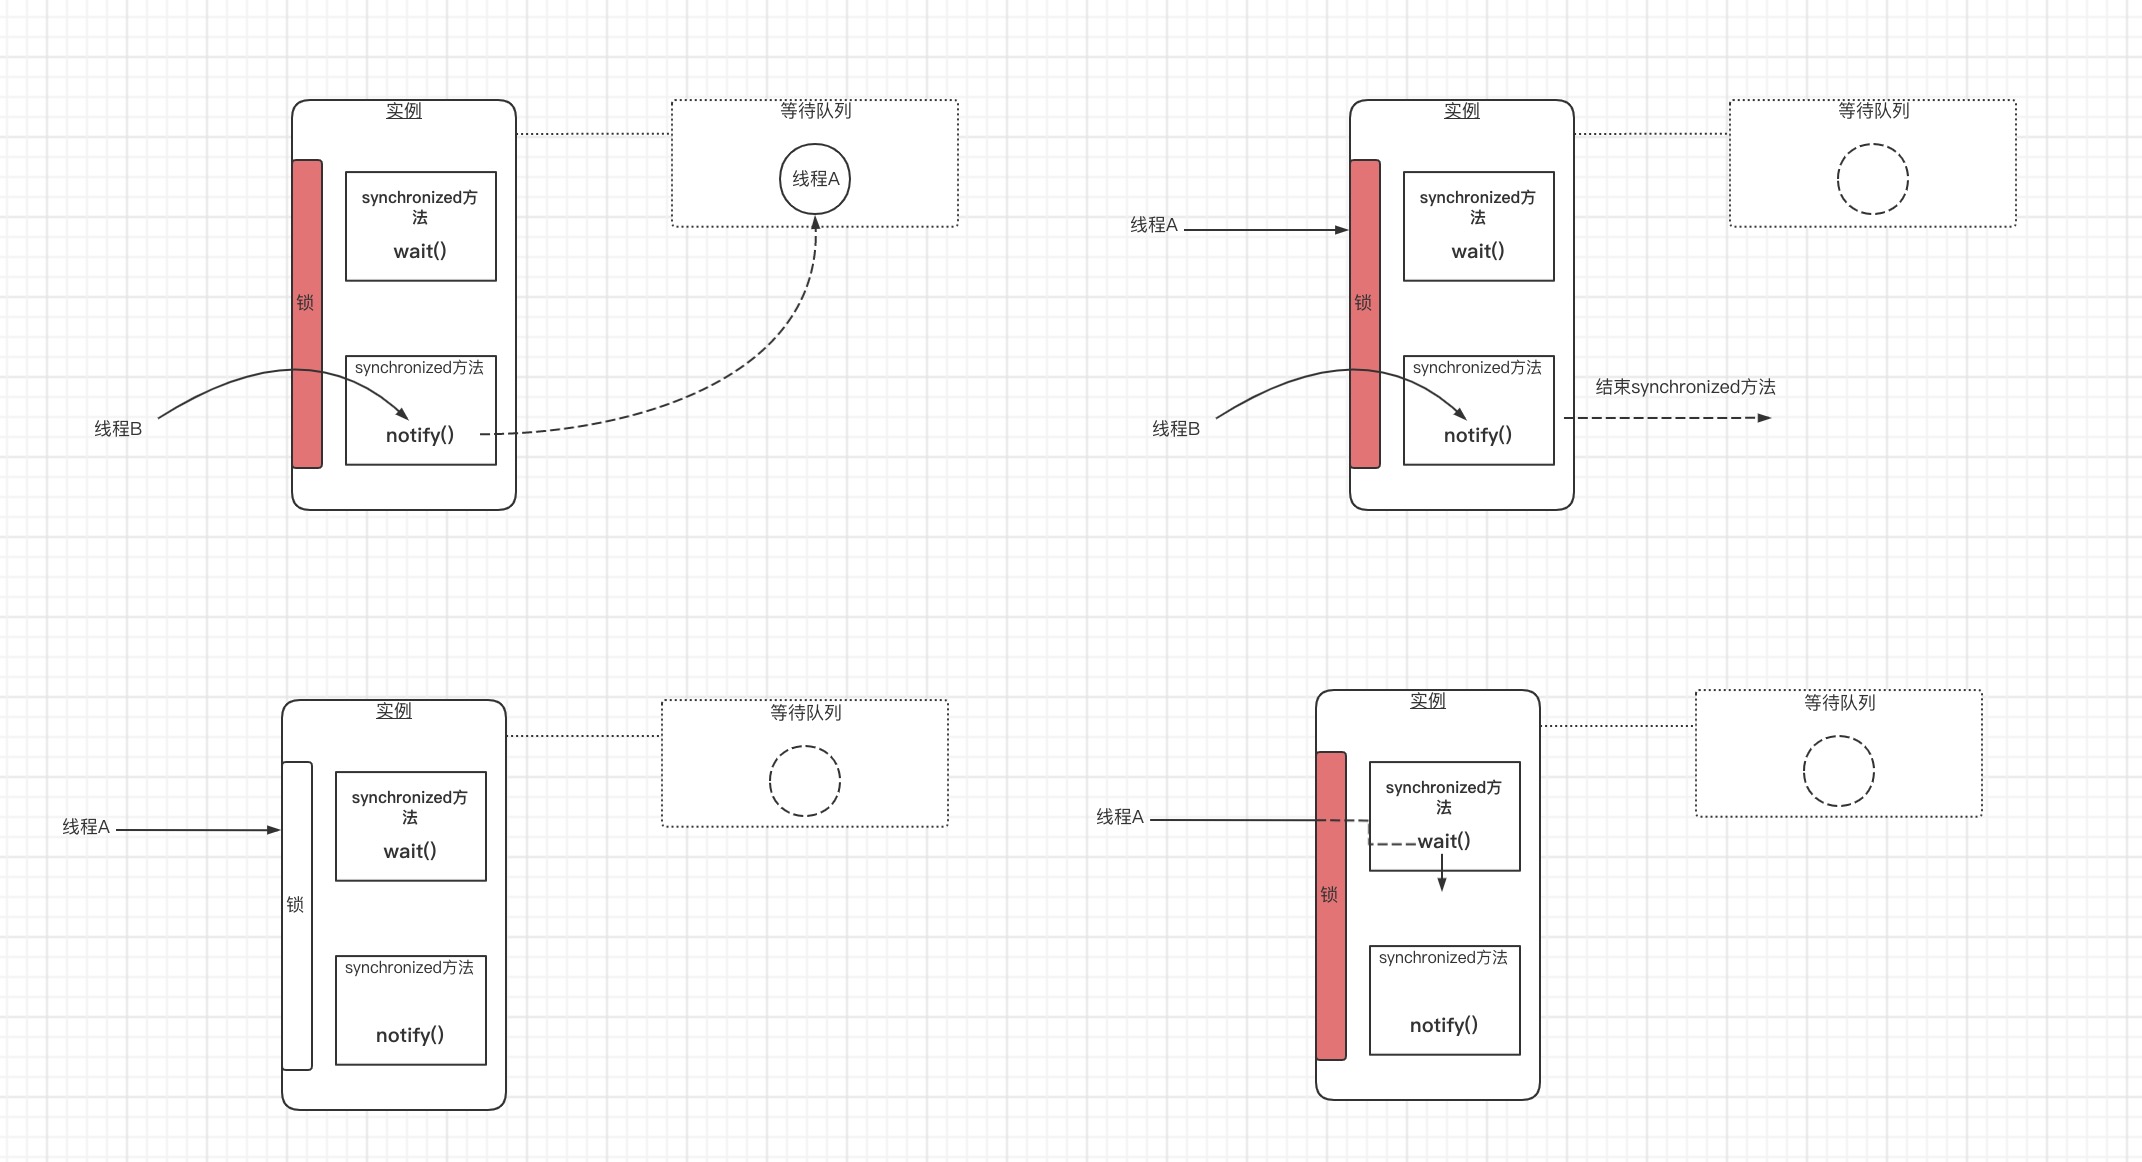 实例
等待队列
线程A
synchronized方
法
wait()
锁
synchronized方法
notify()
线程B
实例
等待队列
线程A
synchronized方
法
wait()
锁
synchronized方法
notify()
线程B
结束synchronized方法
实例
等待队列
线程A
synchronized方
法
wait()
锁
synchronized方法
notify()
实例
等待队列
线程A
synchronized方
法
wait()
锁
synchronized方法
notify()